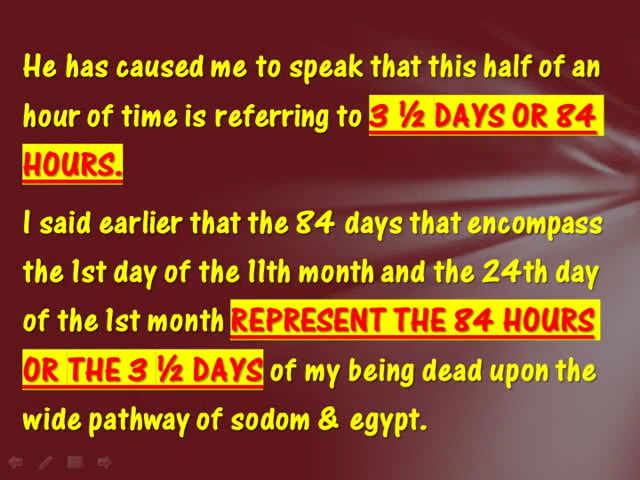 He has caused me to speak that this half of an
hour of time is referring to 3 ½ DAYS OR 84
HOURS.
I said earlier that the 84 days that encompass
the 1st day of the 11th month and the 24th day
of the 1st month REPRESENT THE 84 HOURS
OR THE 3 ½ DAYS of my being dead upon the
wide pathway of sodom & egypt.